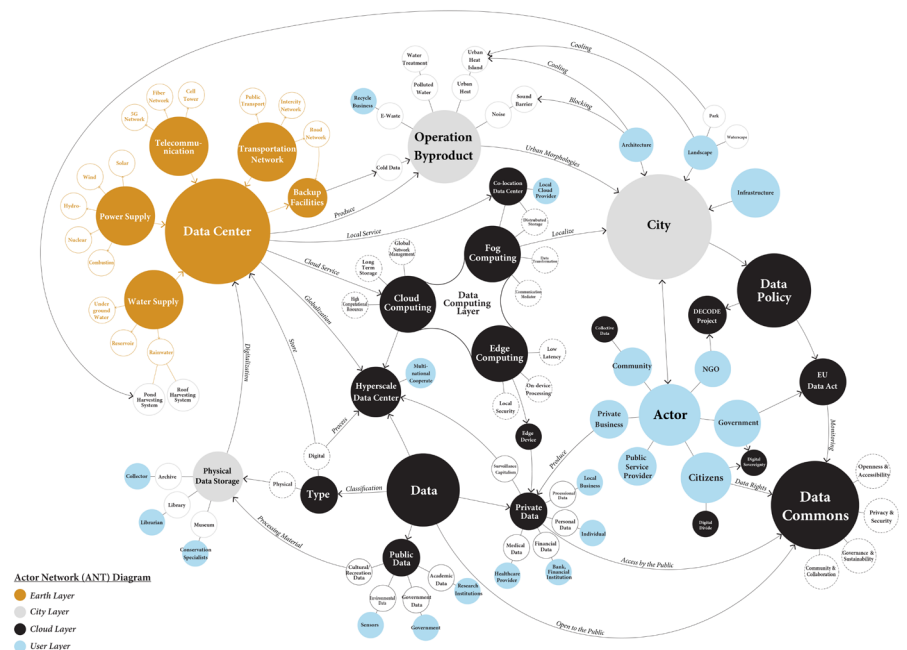 Cooling
Cooling
Blocking
Water
Treatment
Urban
Heat
Island
Polluted
Water
Urban
Heat
Sound
Barrier
Noise
Recycle
Business
E-Waste
Cold Data
Operation
Byproduct
Park
Waterscape
Architecture
Landscape
Infrastructure
Urban Morphologies
City
Fiber
Network
Cell
Tower
5G
Network
Telecommu-
nication
Public
Transport
Intercity
Network
Road
Network
Transportation
Network
Backup
Facilities
Solar
Wind
Hydro
Nuclear
Power Supply
Data Center
Produce
Local Service
Cloud Service
Globalization
Store
Digitalization
Water Supply
Under
ground
Water
Reservoir
Rainwater
Pond
Harvesting
System
Roof
Harvesting
System
Co-location
Data Center
Local
Cloud
Provider
Distributed
Storage
Data
Transformation
Communication
Mediator
Fog
Computing
Localize
Global
Network
Management
Long
Term
Storage
High
Computational
Resources
Cloud
Computing
Data
Computing
Layer
Edge
Computing
Low
Latency
On-device
Processing
Local
Security
Edge
Device
Multi-
national
Cooperate
Hyperscale
Data Center
Process
Data
Policy
DECODE
Project
Collective
Data
Community
NGO
EU
Data Act
Actor
Private
Business
Government
Public
Service
Provider
Citizens
Digital
Sovereignty
Digital
Divide
Data Rights
Monitoring
Produce
Openness &
Accessibility
Privacy &
Security
Governance &
Sustainability
Community &
Collaboration
Data
Commons
Digital
Physical
Type
Classification
Data
Surveillance
Capitalism
Private
Data
Promotional
Data
Local
Business
Personal
Data
Individual
Financial
Data
Bank,
Financial
Institution
Medical
Data
Healthcare
Provider
Access by the Public
Open to the Public
Physical
Data Storage
Collector
Archive
Library
Librarian
Museum
Conservation
Specialists
Processing Material
Public
Data
Cultural/
Recreation
Data
Environmental
Data
Sensors
Government
Data
Government
Academic
Data
Research
Institutions
Actor Network (ANT) Diagram
Earth Layer
City Layer
Cloud Layer
User Layer